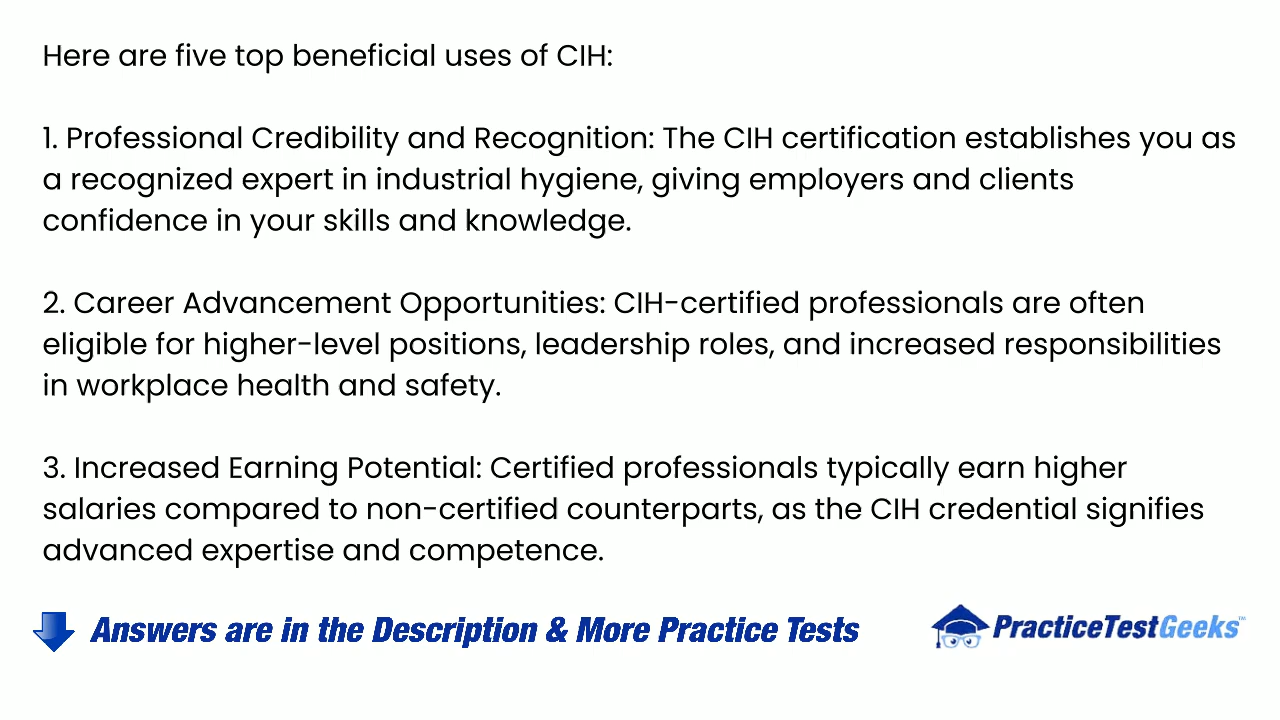 Here are five top beneficial uses of CIH:
1. Professional Credibility and Recognition: The CIH certification establishes you as
a recognized expert in industrial hygiene, giving employers and clients
confidence in your skills and knowledge.
2. Career Advancement Opportunities: CIH-certified professionals are often
eligible for higher-level positions, leadership roles, and increased responsibilities
in workplace health and safety.
3. Increased Earning Potential: Certified professionals typically earn higher
salaries compared to non-certified counterparts, as the CIH credential signifies
advanced expertise and competence.
Answers are in the Description & More Practice Tests
PracticeTestGeeks™